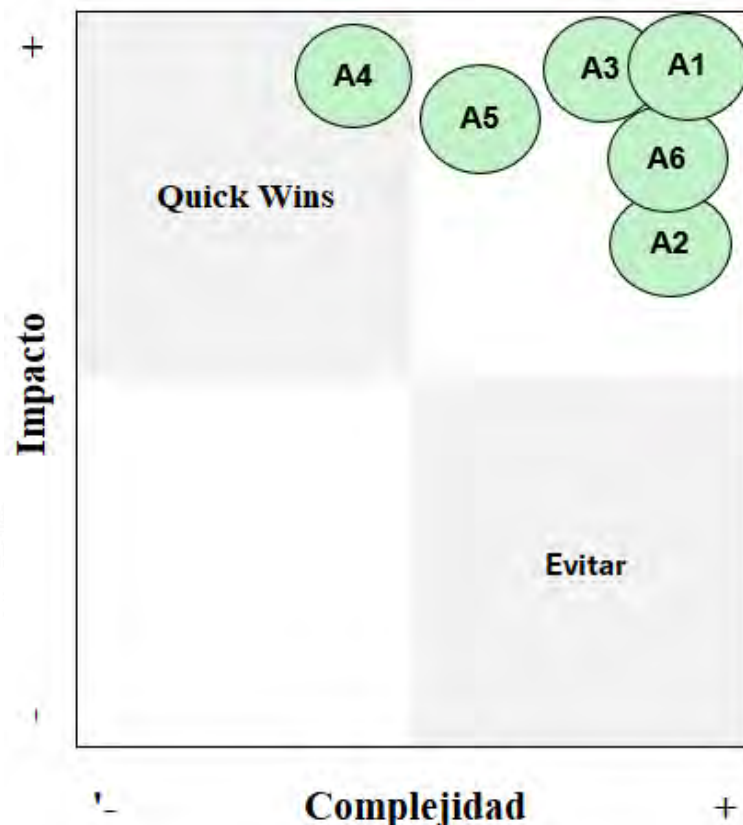 +
A4
A3
A1
A5
A6
Quick Wins
A2
Impacto
Evitar
-
'-
Complejidad
+